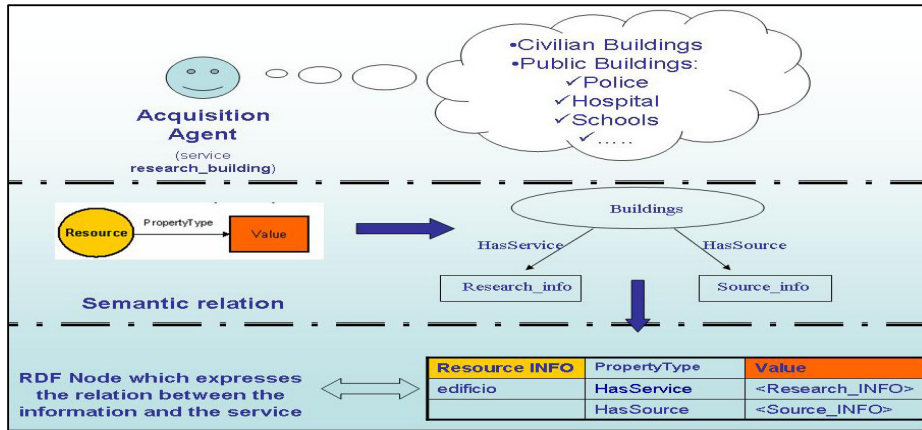 •Civilian Buildings
•Public Buildings:
✓Police
✓Hospital
✓Schools
✓…..
Acquisition
Agent
(service
research_building)
Resource
PropertyType
Value
Buildings
HasService
HasSource
Research_info
Source_info
Semantic relation
RDF Node which expresses
the relation between the
information and the service
Resource INFO PropertyType Value
edificio HasService <Research_INFO>
HasSource <Source_INFO>